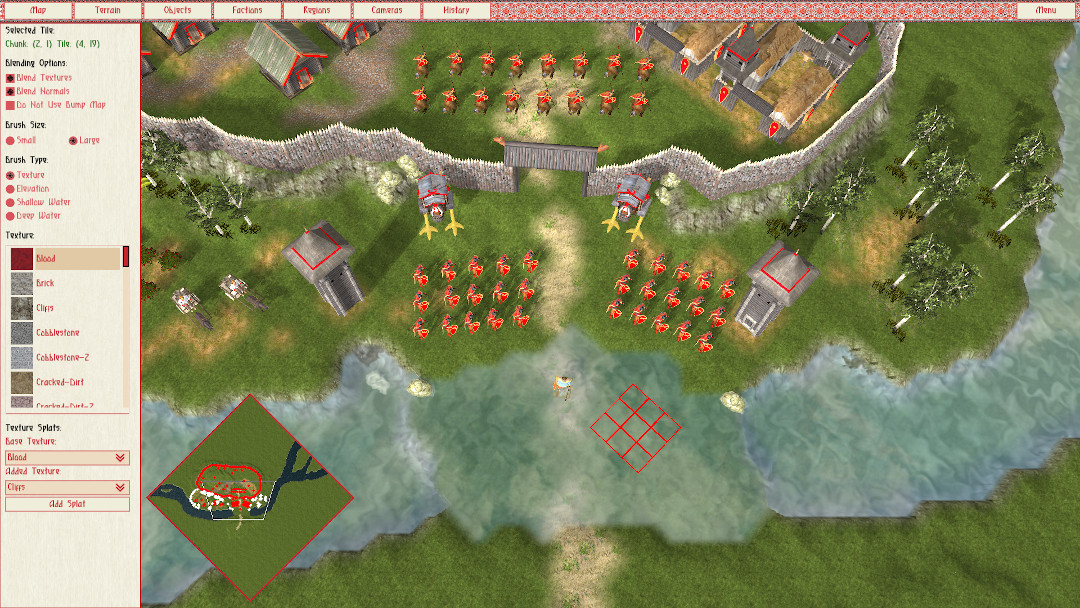 Map Terrain Objects Factions Regions Cameras History Menu
Selected Tile:
Chunk: (2, 1) Tile: (4, 19)
Blending Options:
Blend Textures
Blend Normals
Do Not Use Bump Map
Brush Size:
Small Large
Brush Type:
Texture
Elevation
Shallow Water
Deep Water
Texture:
Blood
Brick
Cliffs
Cobblestone
Cobblestone-2
Cracked-Dirt
Cracked-Dirt-2
Texture Splats:
Base Texture:
Blood
Added Texture
Cliffs
Add Splat